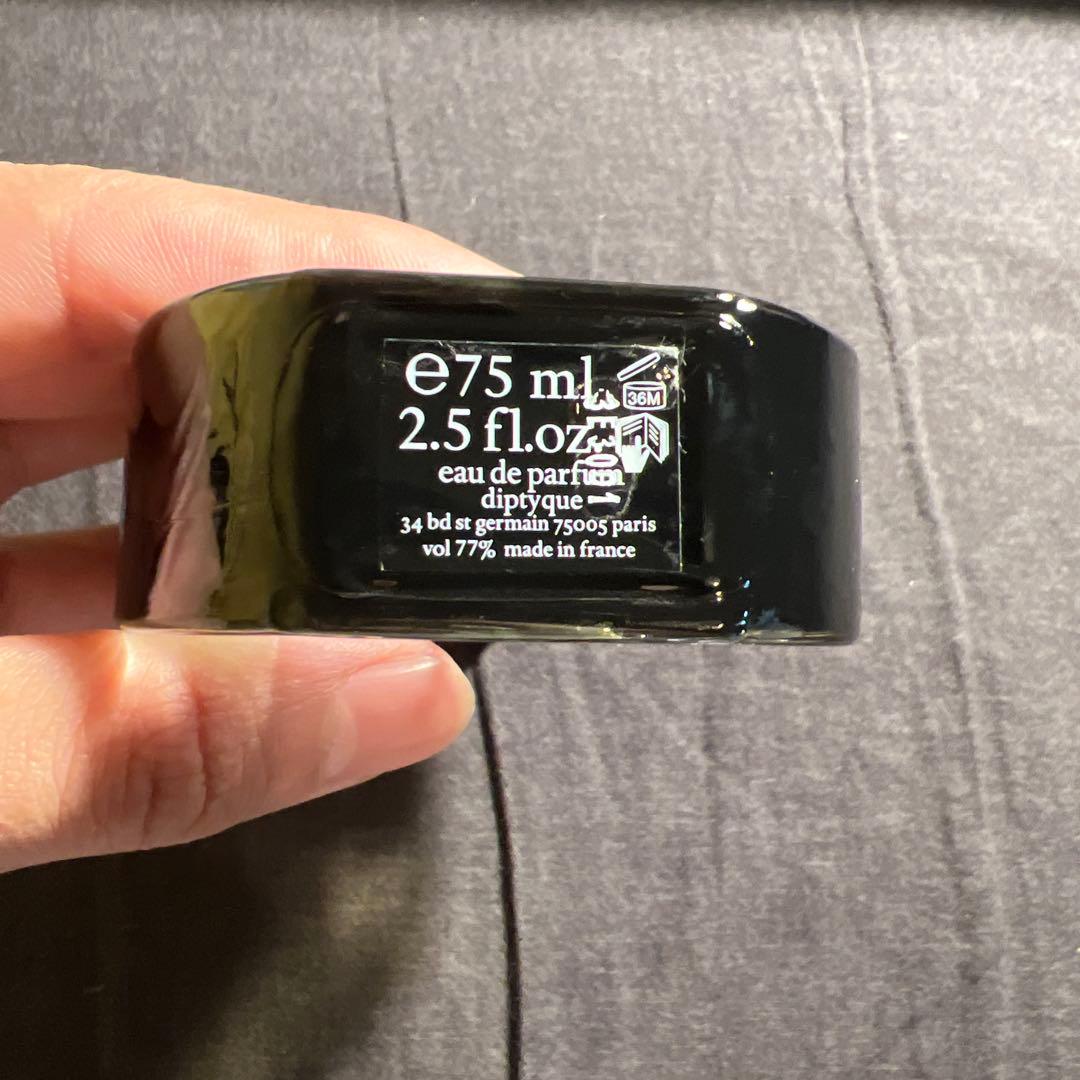 e75 ml
36M
2.5 fl.oz.
eau de parfum
diptyque
34 bd st germain 75005 paris
vol 77% made in france